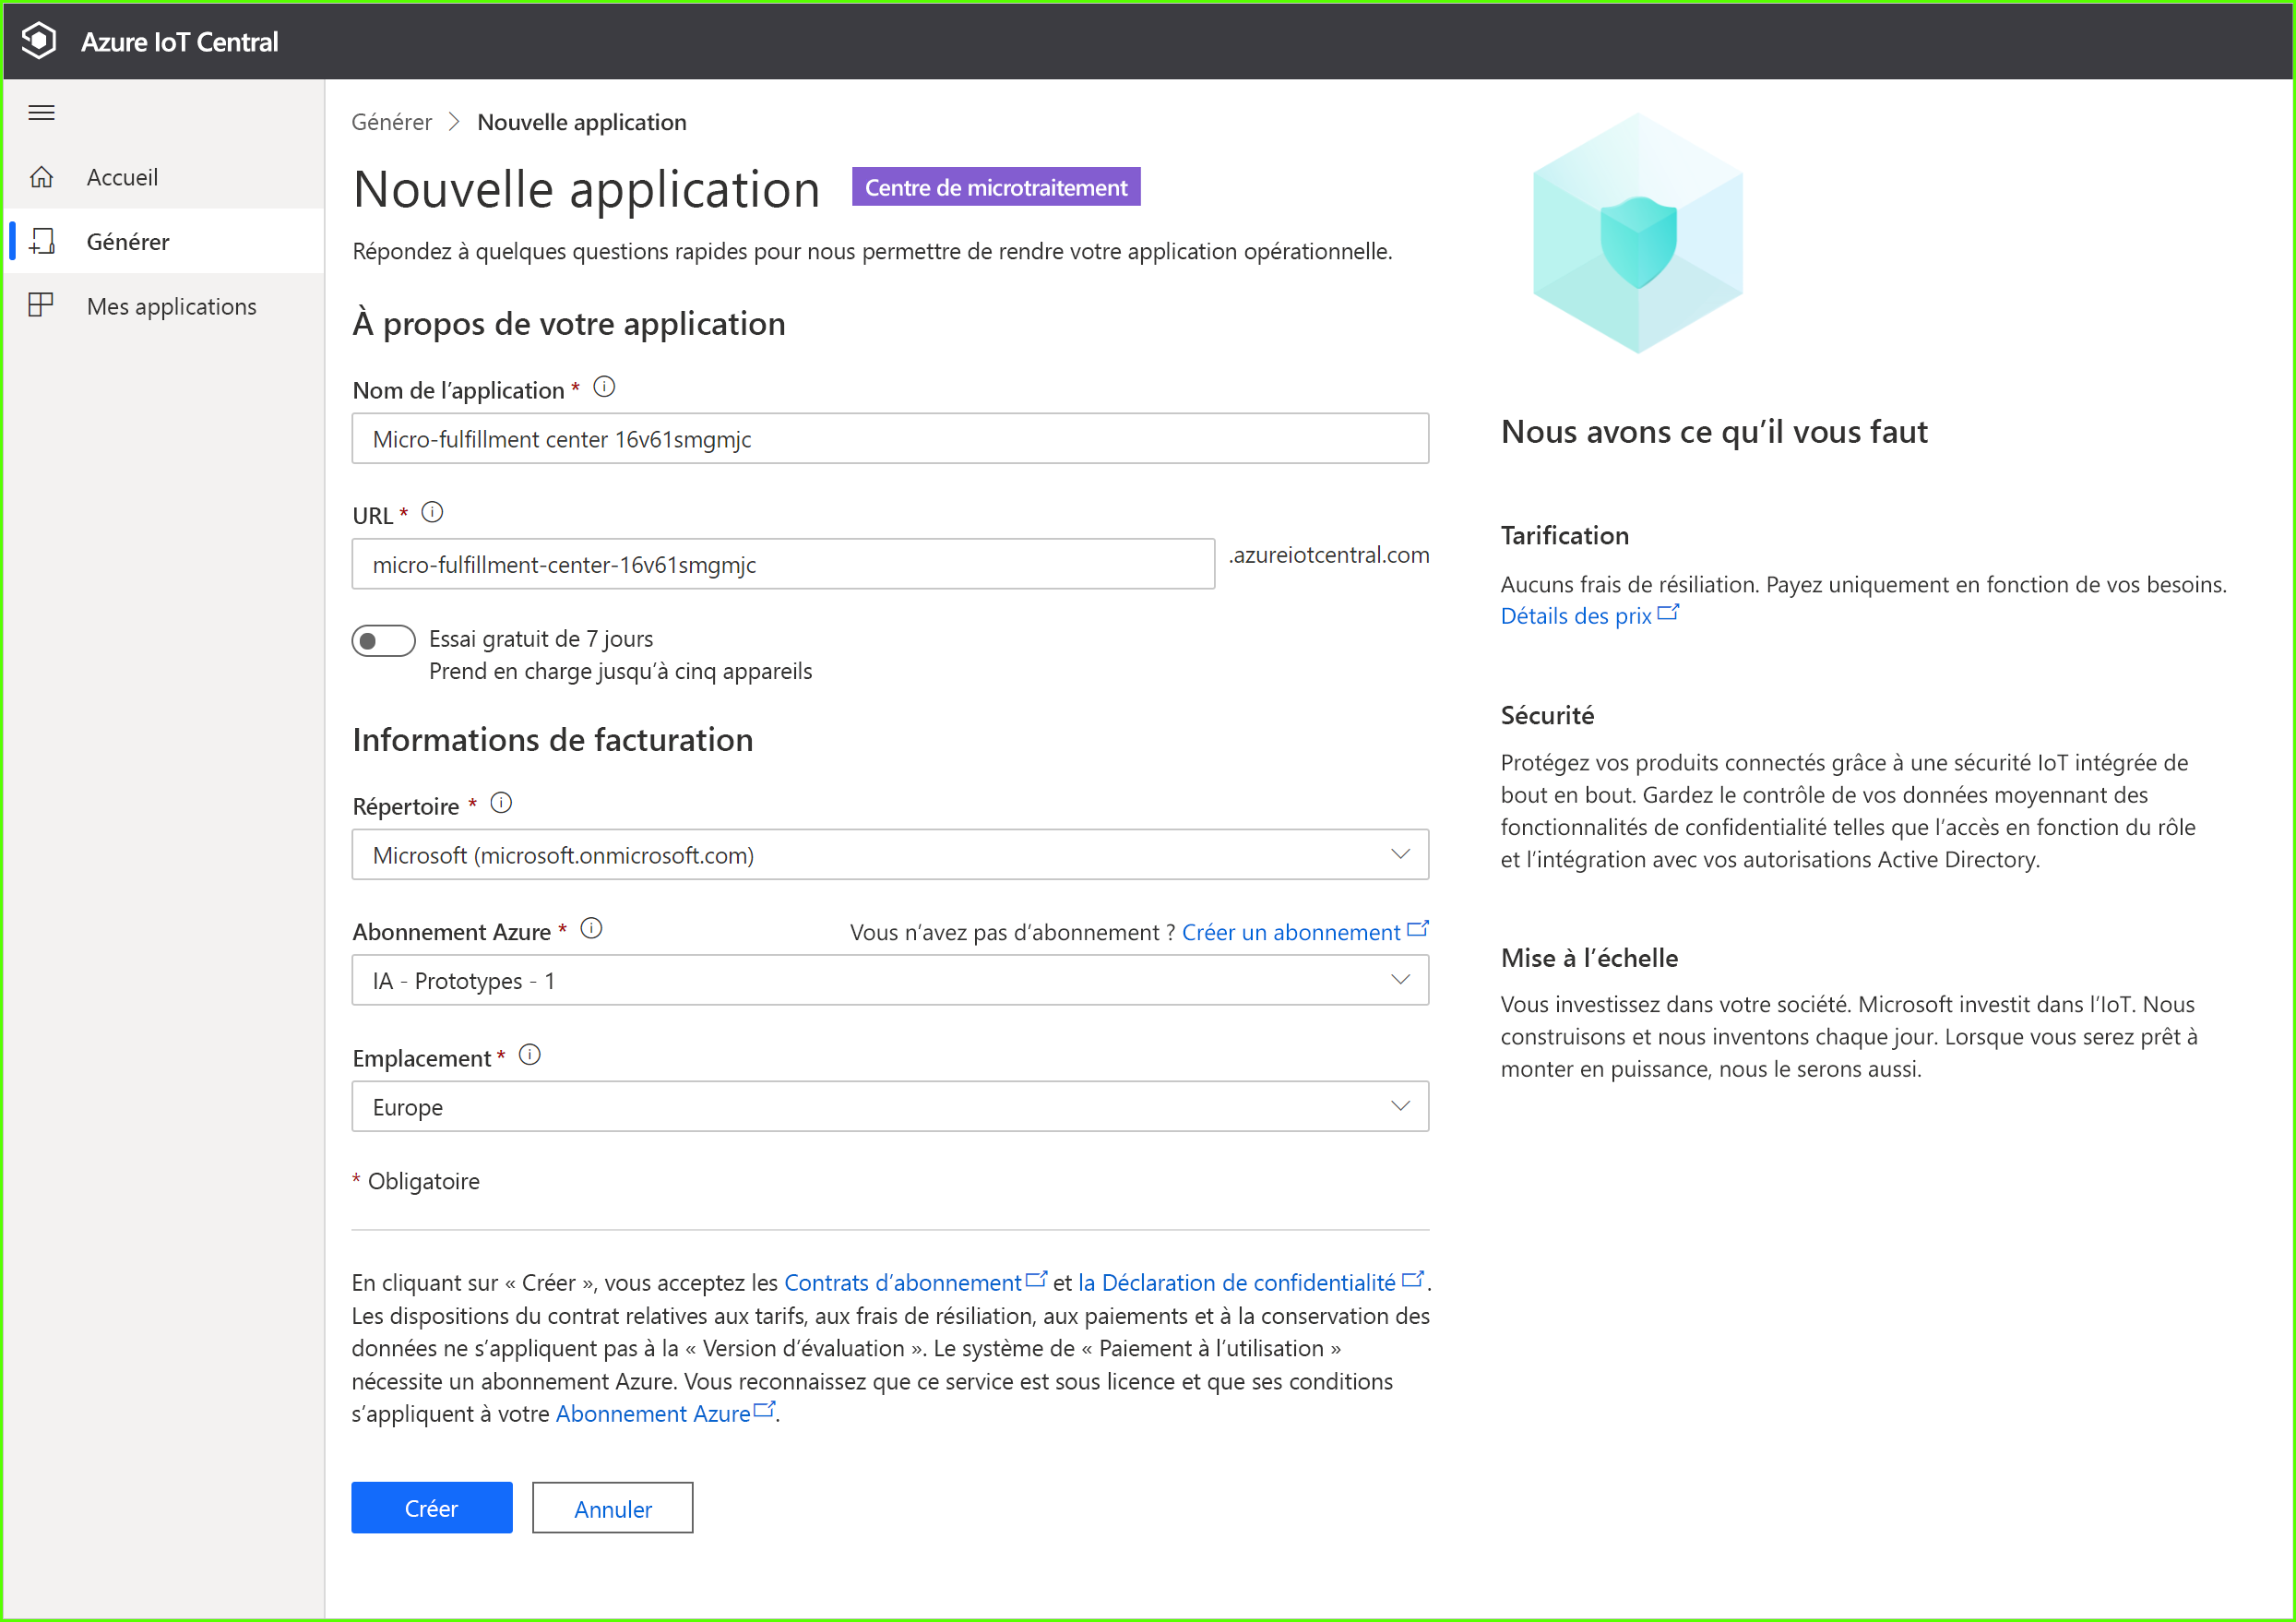 Azure IoT Central
Accueil
Générer
Mes applications
Générer > Nouvelle application
Nouvelle application
Centre de microtraitement
Répondez à quelques questions rapides pour nous permettre de rendre votre application opérationnelle.
À propos de votre application
Nom de l’application *
Micro-fulfillment center 16v61smgmjc
URL *
micro-fulfillment-center-16v61smgmjc
.azureiotcentral.com
Essai gratuit de 7 jours
Prend en charge jusqu’à cinq appareils
Informations de facturation
Répertoire *
Microsoft (microsoft.onmicrosoft.com)
Abonnement Azure *
Vous n’avez pas d’abonnement ? Créer un abonnement
IA - Prototypes - 1
Emplacement *
Europe
* Obligatoire
En cliquant sur « Créer », vous acceptez les Contrats d’abonnement et la Déclaration de confidentialité .
Les dispositions du contrat relatives aux tarifs, aux frais de résiliation, aux paiements et à la conservation des
données ne s’appliquent pas à la « Version d’évaluation ». Le système de « Paiement à l’utilisation »
nécessite un abonnement Azure. Vous reconnaissez que ce service est sous licence et que ses conditions
s’appliquent à votre Abonnement Azure.
Créer
Annuler
Nous avons ce qu’il vous faut
Tarification
Aucuns frais de résiliation. Payez uniquement en fonction de vos besoins.
Détails des prix
Sécurité
Protégez vos produits connectés grâce à une sécurité IoT intégrée de
bout en bout. Gardez le contrôle de vos données moyennant des
fonctionnalités de confidentialité telles que l’accès en fonction du rôle
et l’intégration avec vos autorisations Active Directory.
Mise à l’échelle
Vous investissez dans votre société. Microsoft investit dans l’IoT. Nous
construisons et nous inventons chaque jour. Lorsque vous serez prêt à
monter en puissance, nous le serons aussi.